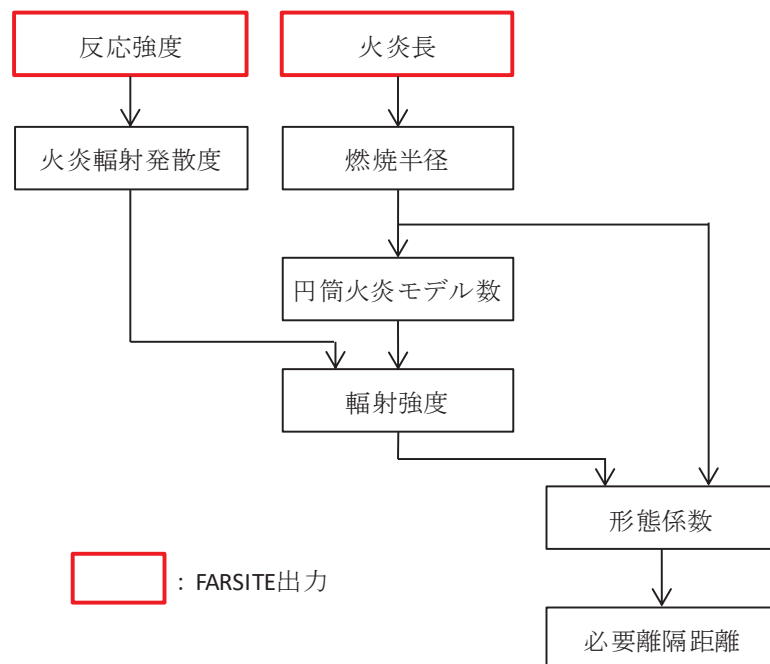 反応強度
火炎長
火炎輻射発散度
燃焼半径
円筒火炎モデル数
輻射強度
形態係数
：FARSITE出力
必要離隔距離